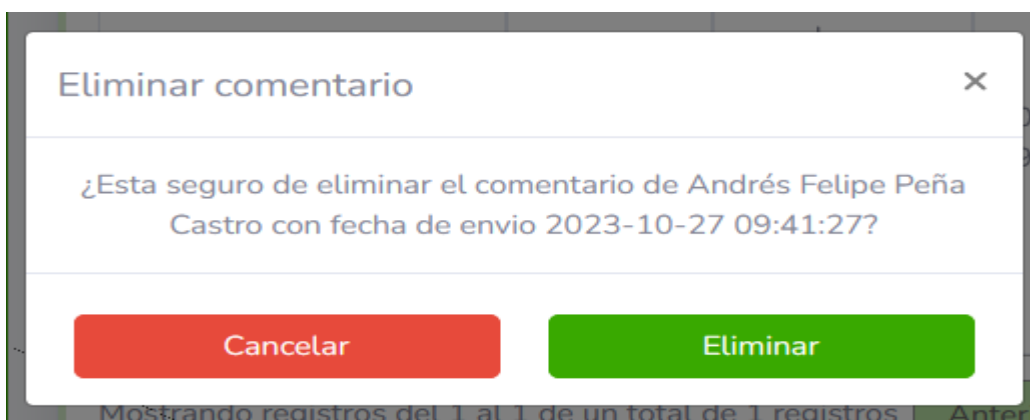 Eliminar comentario
¿Esta seguro de eliminar el comentario de Andrés Felipe Peña
Castro con fecha de envio 2023-10-27 09:41:27?
Cancelar
Eliminar
Mostrando registros del 1 al 1 de un total de 1 registros